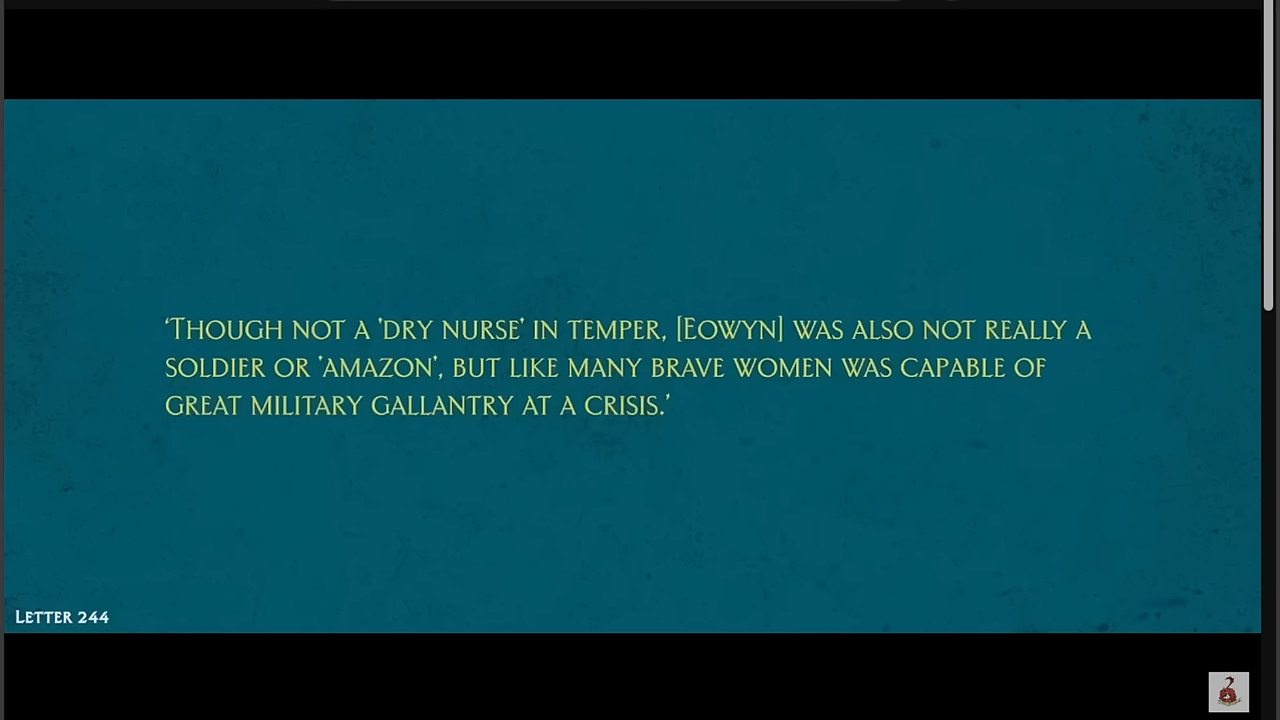 ‘Though not a 'dry nurse' in temper, [Eowyn] was also not really a
soldier or 'amazon', but like many brave women was capable of
great military gallantry at a crisis.’
Letter 244